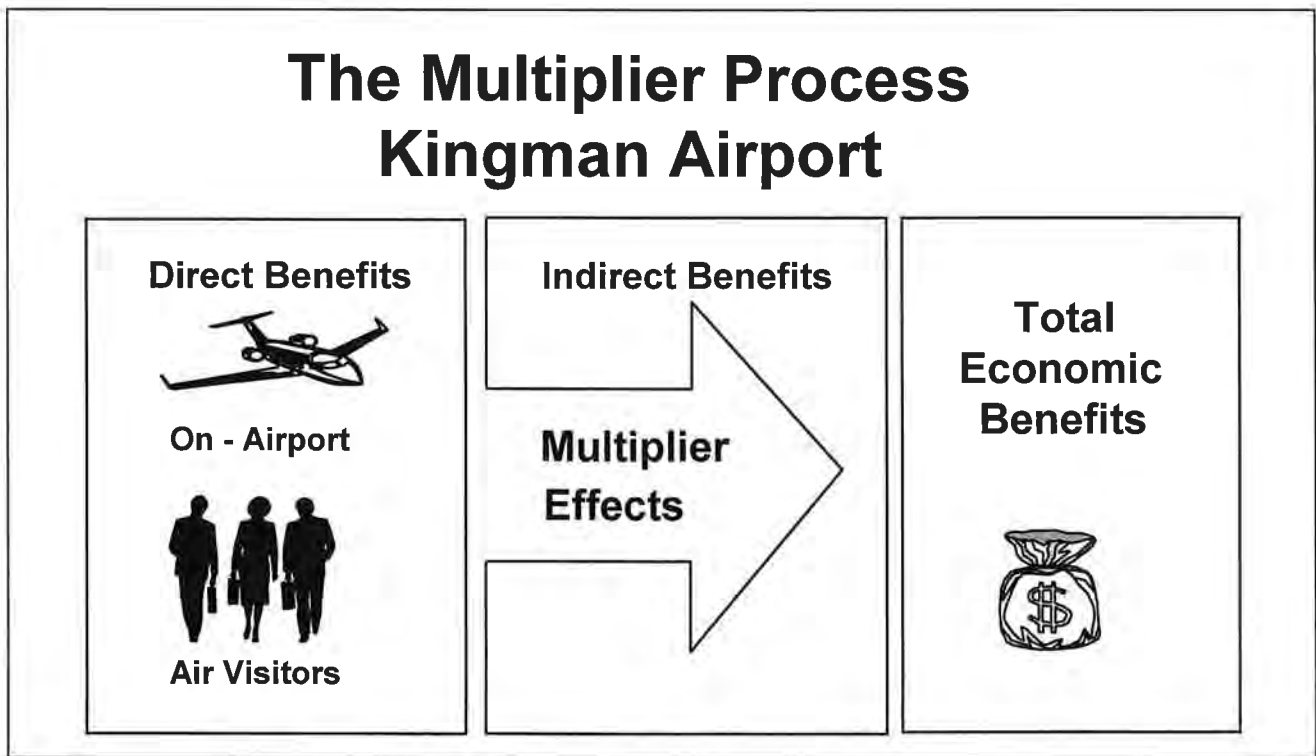 The Multiplier Process
Kingman Airport
Direct Benefits
On - Airport
Air Visitors
Indirect Benefits
Multiplier
Effects
Total
Economic
Benefits
$